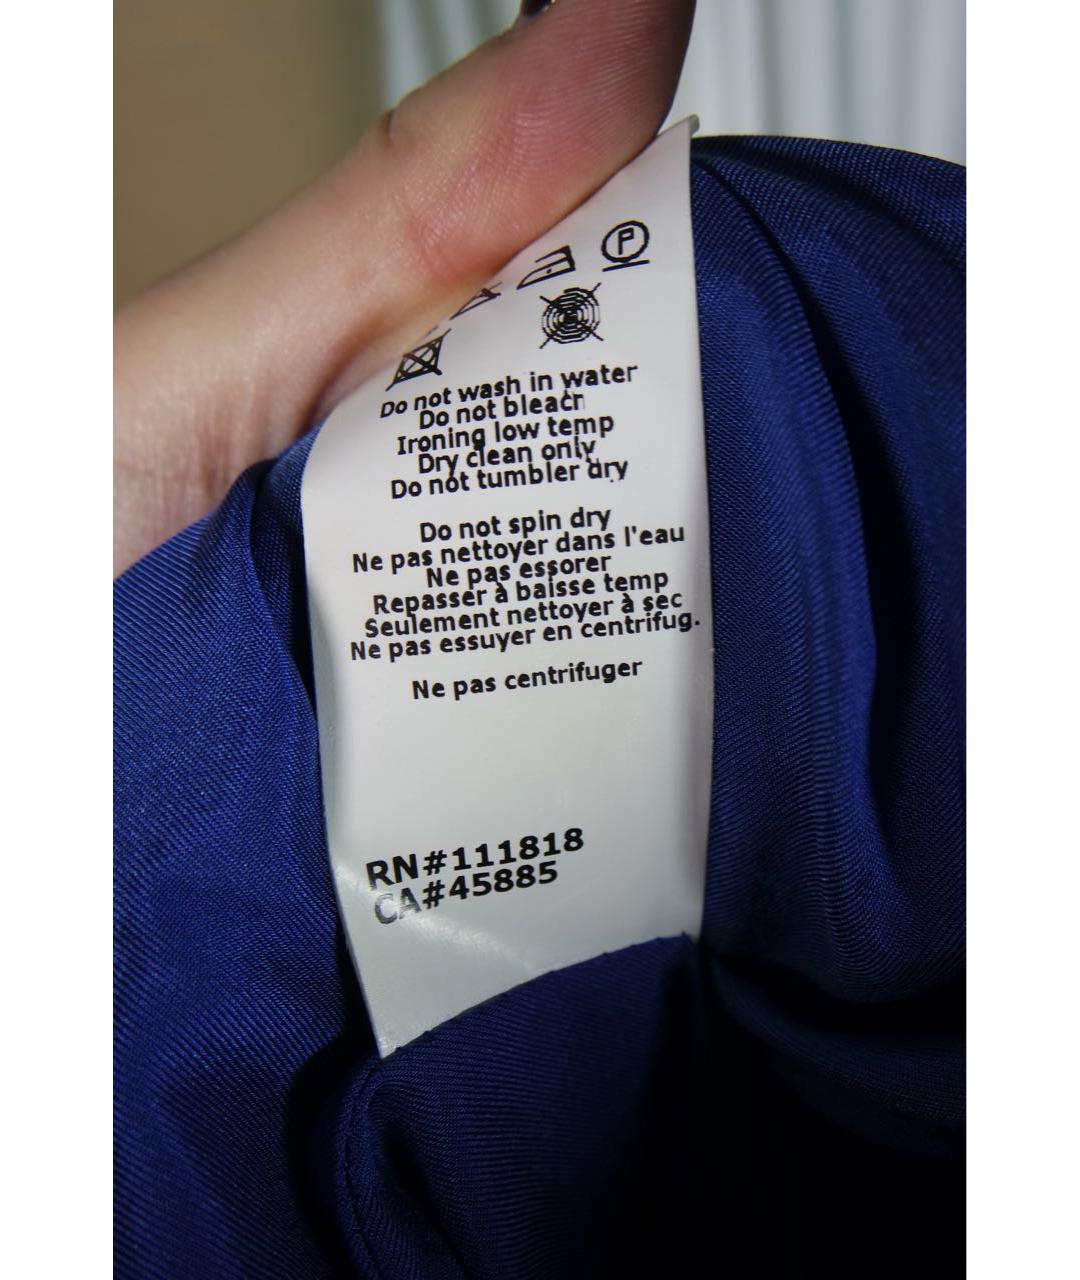 P
Do not wash in water
Do not bleach
Ironing low temp
Dry clean only
Do not tumbler dry
Do not spin dry
Ne pas nettoyer dans l'eau
Ne pas essorer
Repasser à baisse temp
Seulement nettoyer à sec
Ne pas essuyer en centrifug.
Ne pas centrifuger
RN#111818
CA#45885